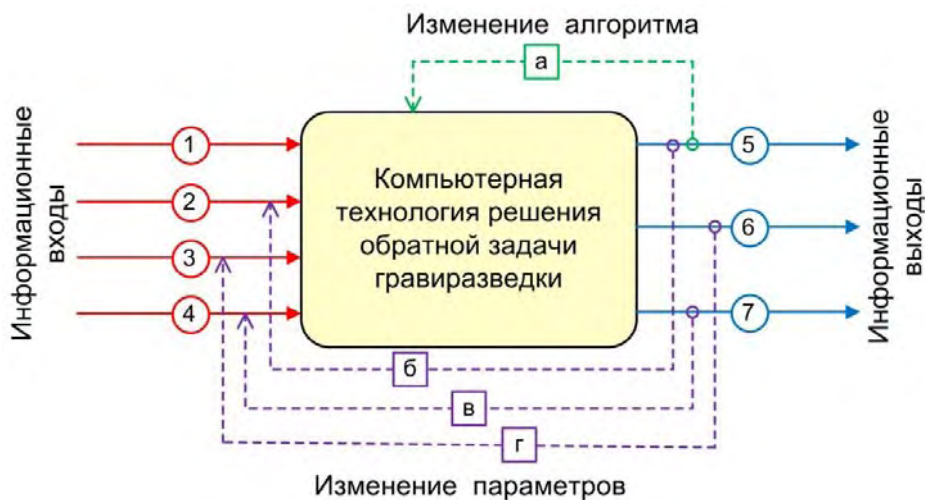 Изменение алгоритма
а
Информационные
входы
1
2
3
4
Компьютерная
технология решения
обратной задачи
гравиразведки
5
6
7
Информационные
выходы
б
в
г
Изменение параметров